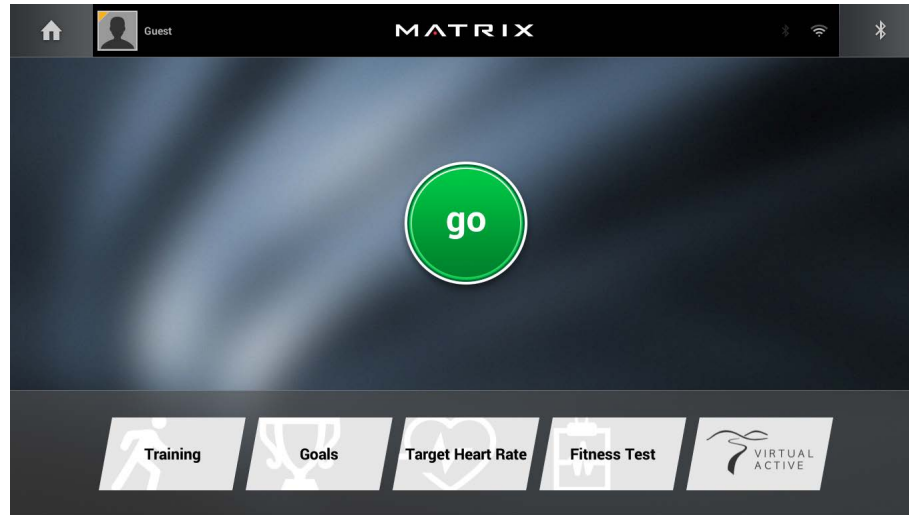 Guest
MATRIX
go
Training
Goals
Target Heart Rate
Fitness Test
VIRTUAL
ACTIVE